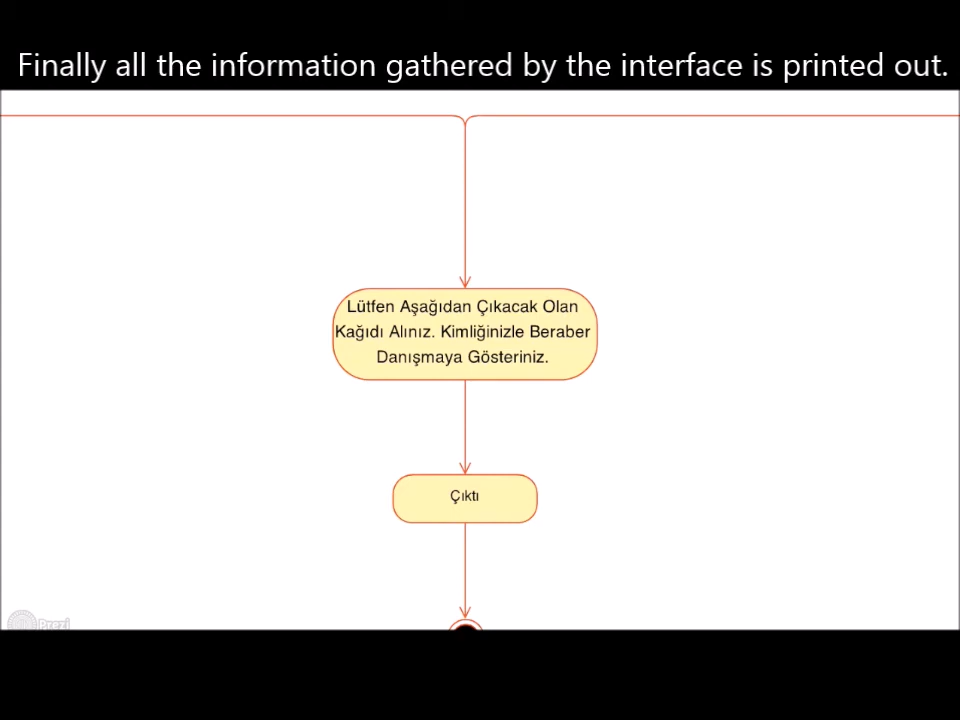 Finally all the information gathered by the interface is printed out.
Lütfen Aşağıdan Çıkacak Olan
Kağıdı Alınız. Kimliğinizle Beraber
Danışmaya Gösteriniz.
Çıktı
Prezi